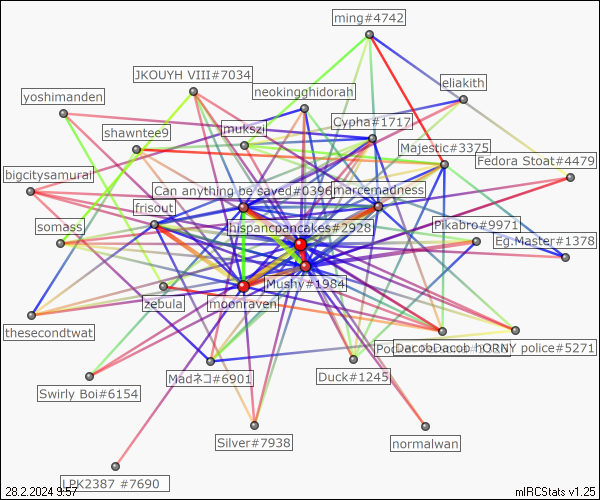 ming#4742
JKOUYH VIII#7034
eliakith
neokingghidorah
yoshimanden
Cypha#1717
mukszi
shawntee9
Majestic#3375
Fedora Stoat#4479
bigcitysamurai
Can anything be saved#0396
marcemadness
frisout
somass
hispancpancakes#2928
Pikabro#9971
Eg.Master#1378
Mushy#1984
zebula
moonraven
thesecondtwat
DacobDacob hORNY police#5271
Madネコ#6901
Duck#1245
Swirly Boi#6154
Silver#7938
normalwan
LPK2387 #7690
28.2.2024 9:57
mIRCStats v1.25